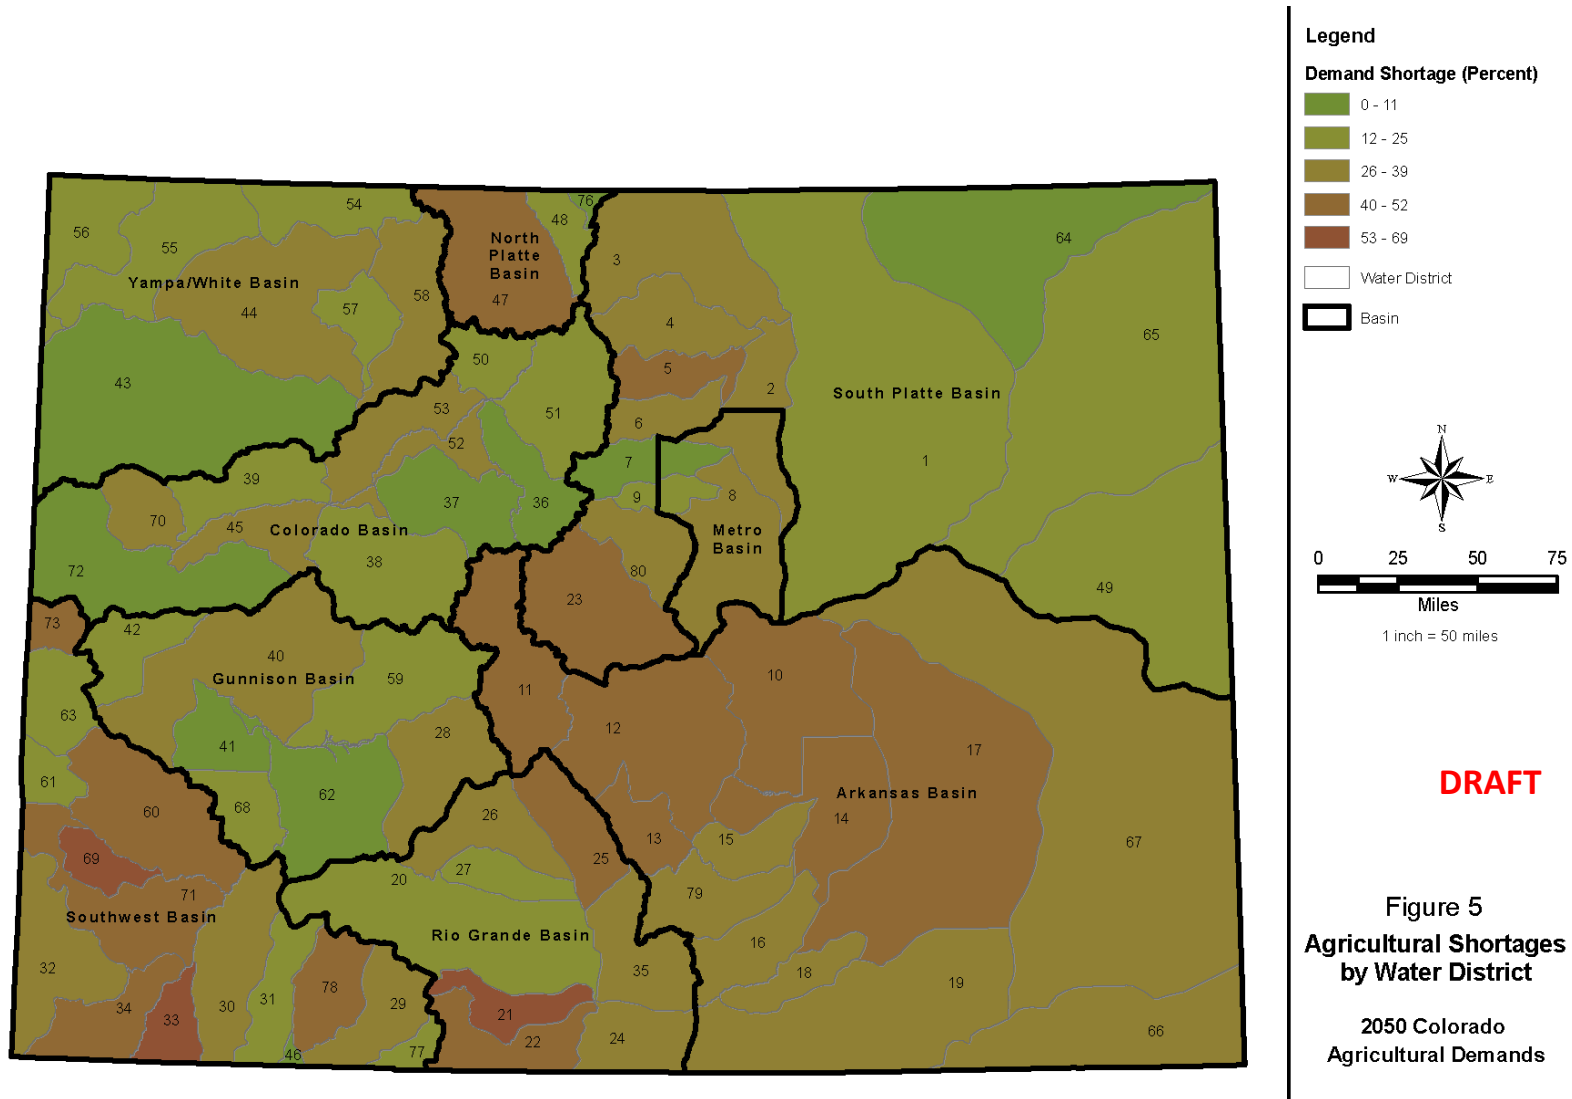 Legend
Demand Shortage (Percent)
0 - 11
12 - 25
26 - 39
40 - 52
53 - 69
Water District
Basin
N
W
E
S
0 25 50 75
Miles
1 inch = 50 miles
DRAFT
Figure 5
Agricultural Shortages
by Water District
2050 Colorado
Agricultural Demands
76
54
48
56
55
North
Platte
Basin
64
3
Yampa/White Basin
47
58
57
44
4
65
50
5
43
2
South Platte Basin
53
51
6
52
1
7
39
8
9
37
36
70
45
Colorado Basin
Metro
Basin
38
72
80
49
23
73
42
40
Gunnison Basin
59
11
10
63
12
28
41
17
61
62
Arkansas Basin
68
60
26
14
13
15
67
69
25
27
20
71
79
Southwest Basin
Rio Grande Basin
16
32
35
18
19
31
78
34
30
29
21
33
66
24
22
46
77